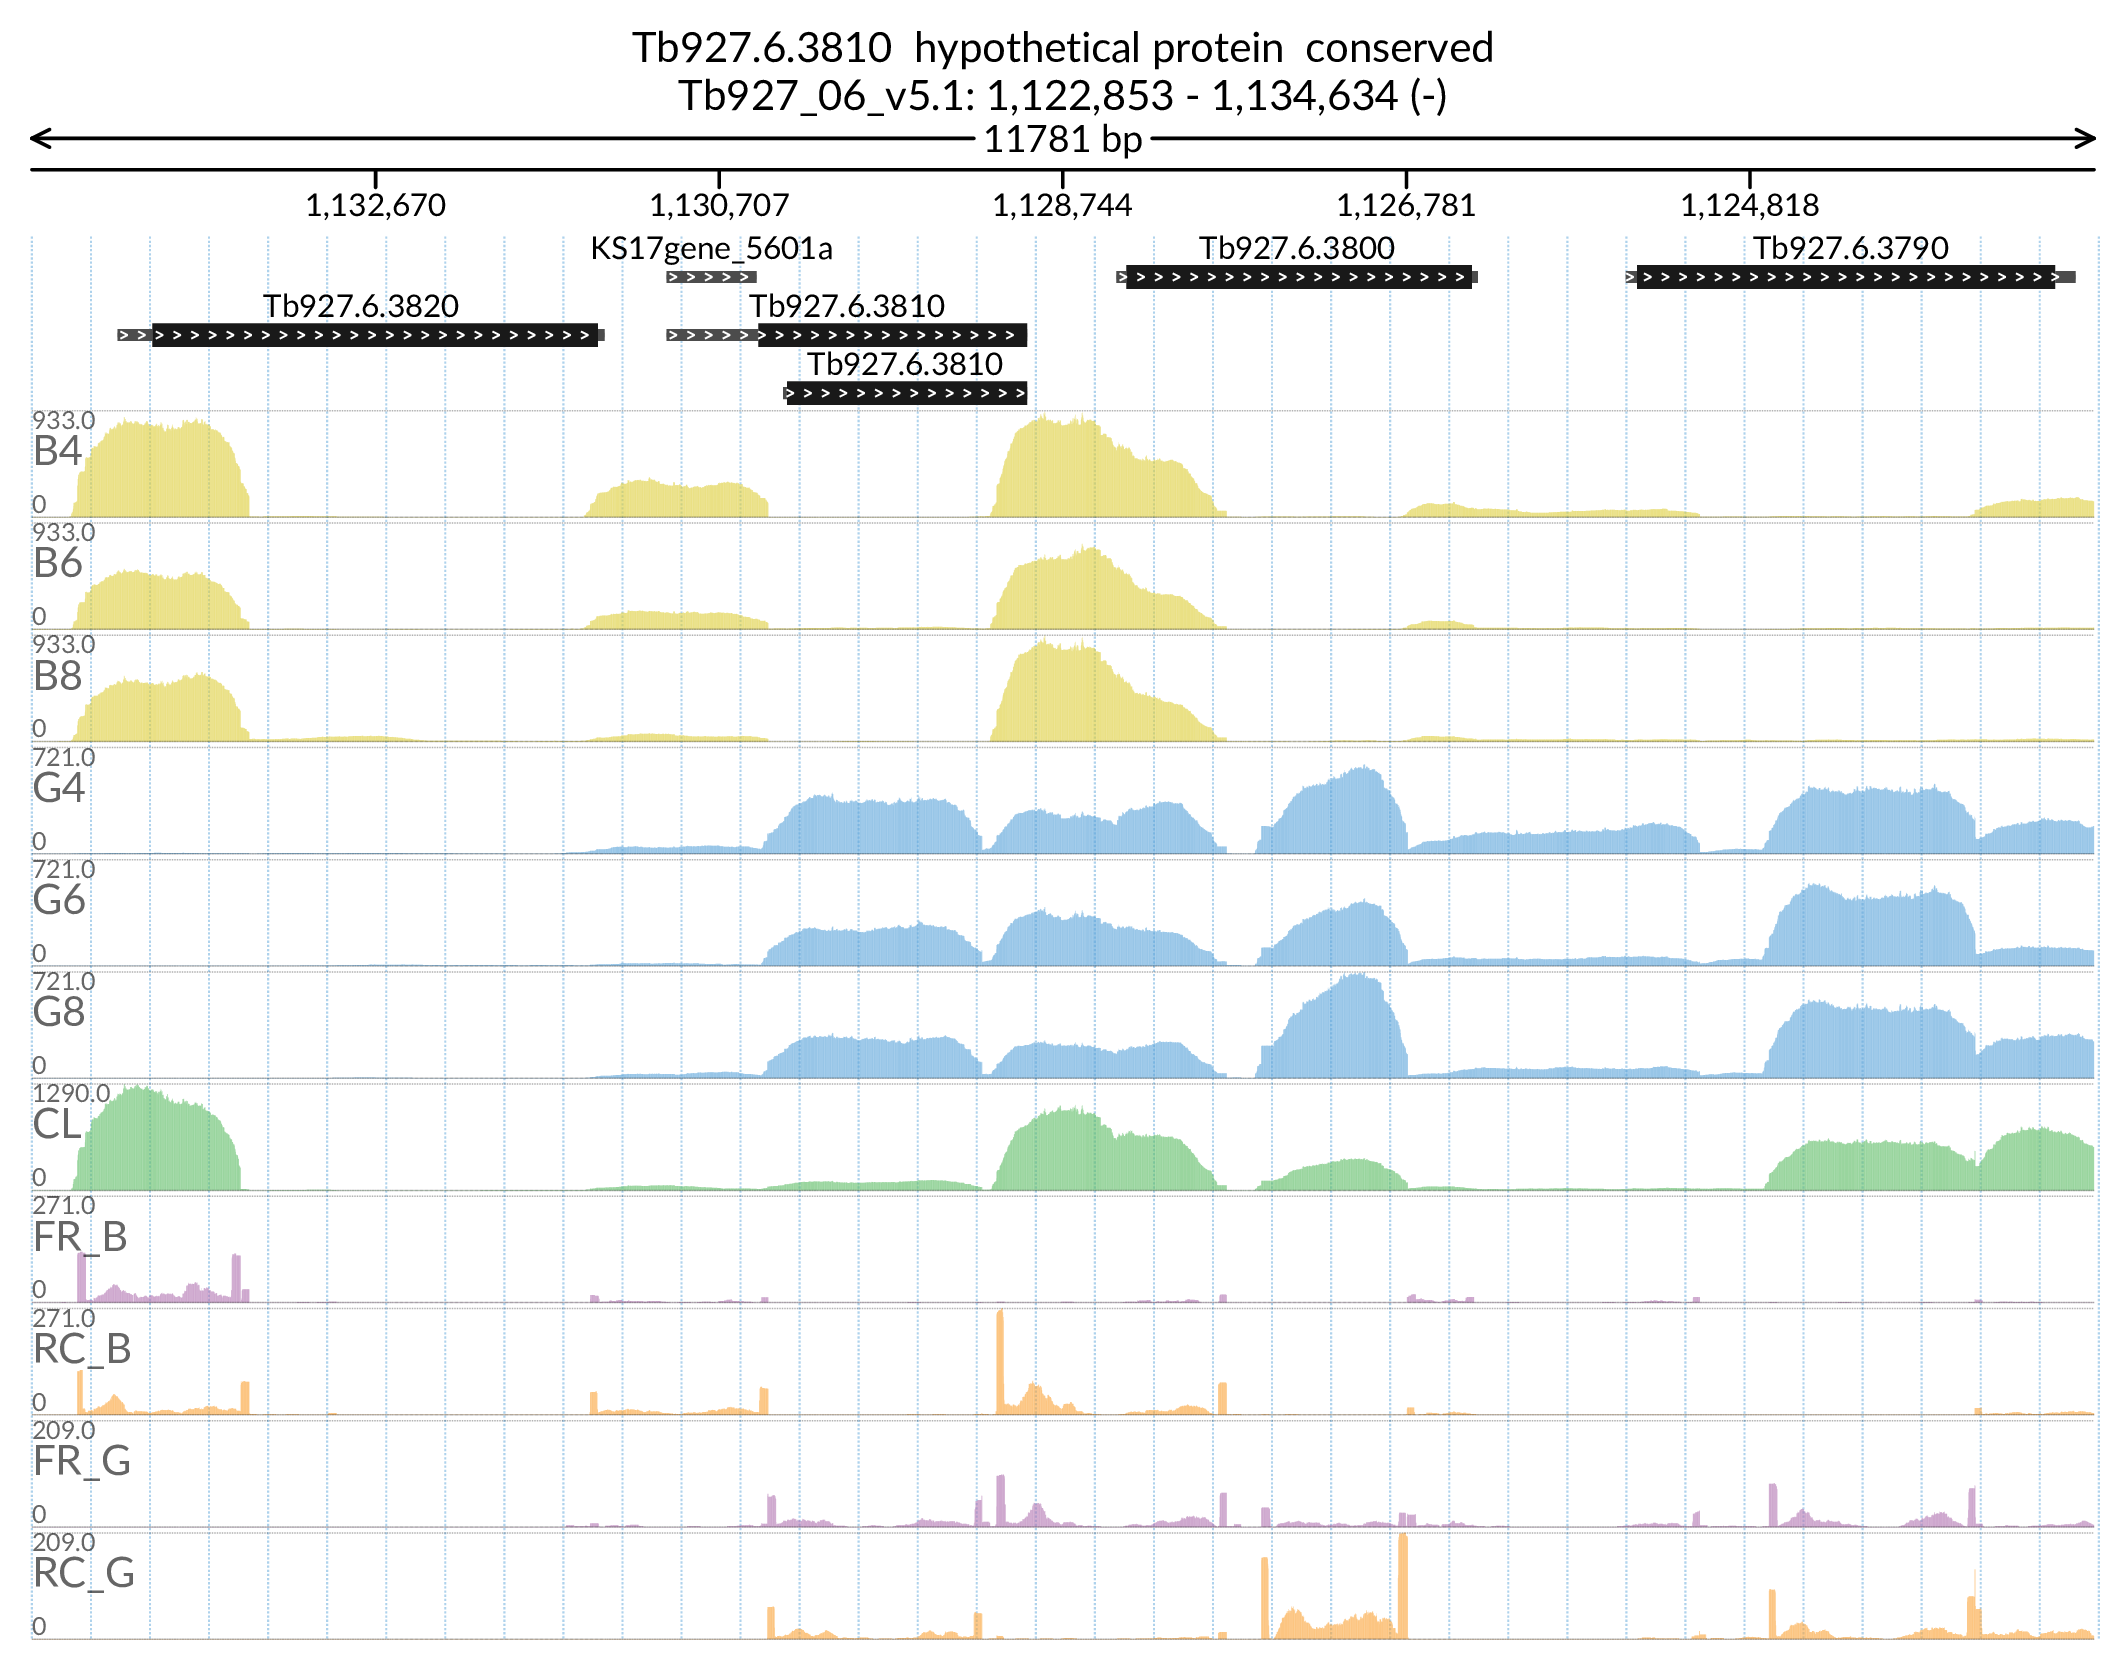 Tb927.6.3810 hypothetical protein conserved
Tb927_06_v5.1: 1,122,853 - 1,134,634 (-)
11781 bp
1,132,670 1,130,707 1,128,744 1,126,781 1,124,818
KS17gene_5601a Tb927.6.3800 Tb927.6.3790
Tb927.6.3820 Tb927.6.3810
Tb927.6.3810
933.0
B4
0
933.0
B6
0
933.0
B8
0
721.0
G4
0
721.0
G6
0
721.0
G8
0
1290.0
CL
0
271.0
FR_B
0
271.0
RC_B
0
209.0
FR_G
0
209.0
RC_G
0